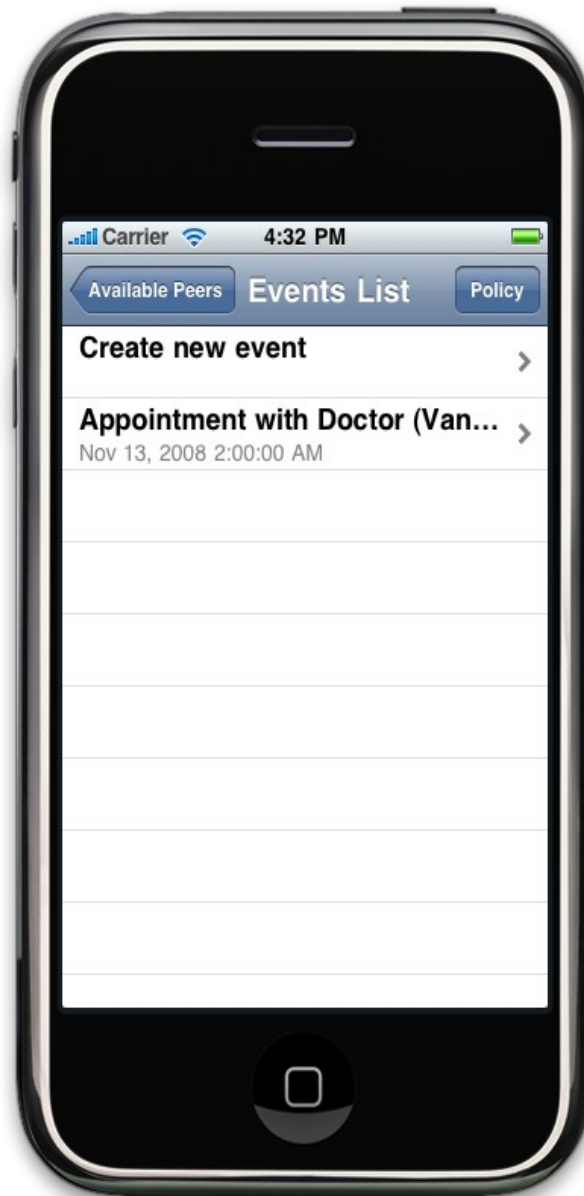 Carrier 4:32 PM
Available Peers Events List Policy
Create new event
Appointment with Doctor (Van...
Nov 13, 2008 2:00:00 AM